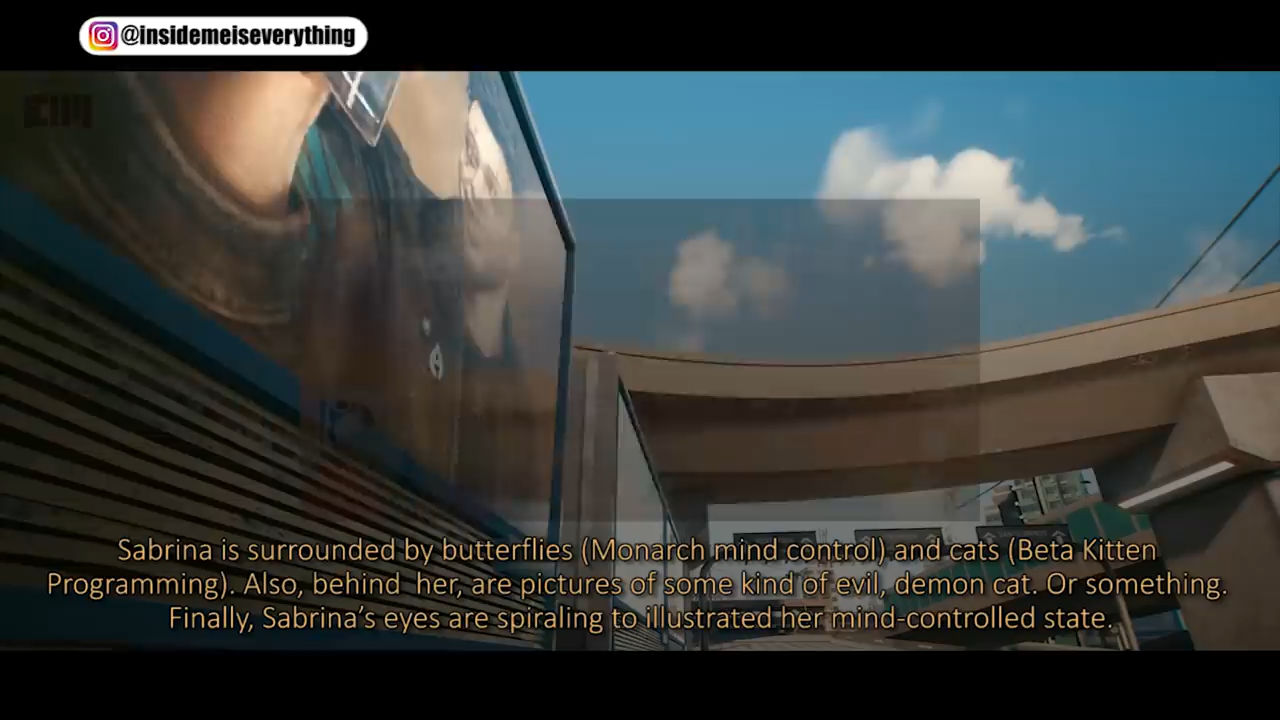 @insidemeiseverything
Sabrina is surrounded by butterflies (Monarch mind control) and cats (Beta Kitten
Programming). Also, behind her, are pictures of some kind of evil, demon cat. Or something.
Finally, Sabrina’s eyes are spiraling to illustrated her mind-controlled state.